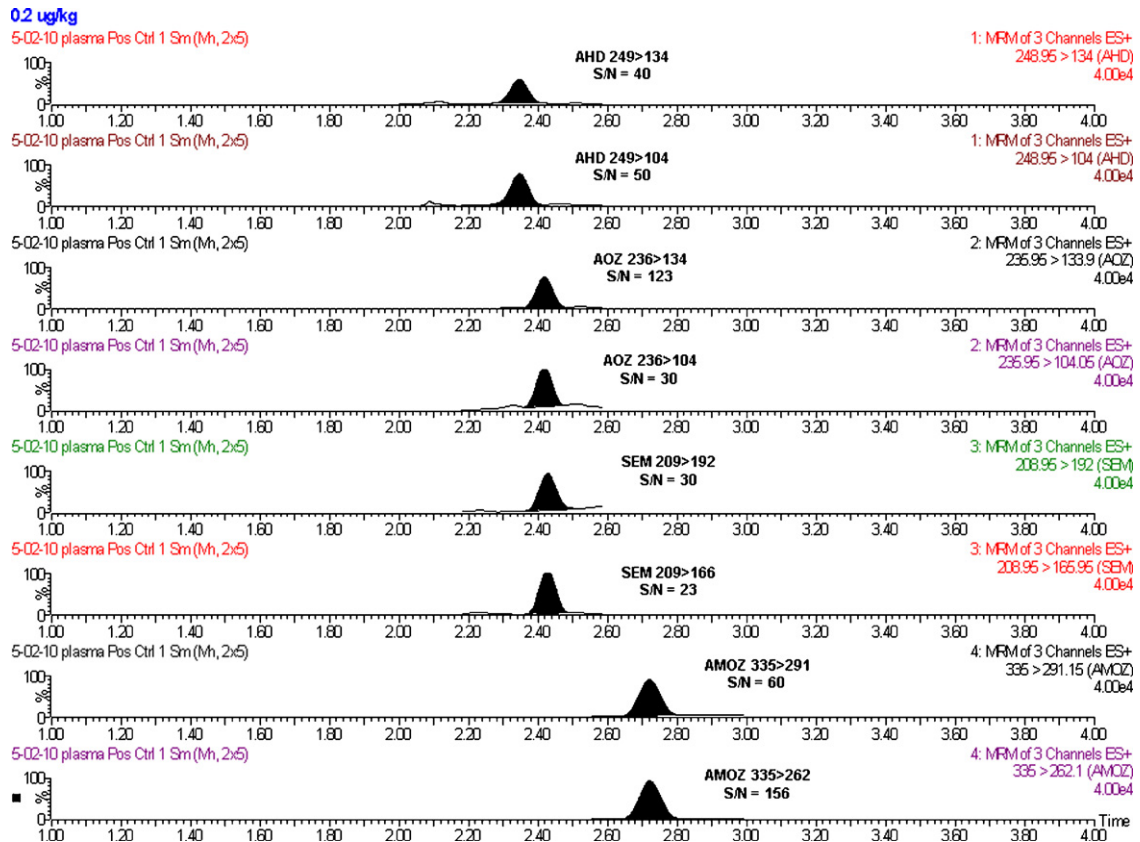 0.2 ug/kg
5-02-10 plasma Pos Ctrl 1 Sm (Mn, 2x5)
1: MRM of 3 Channels ES+
248.95 > 134 (AHD)
4.00e4
AHD 249>134
S/N = 40
100
%
0
1.00 1.20 1.40 1.60 1.80 2.00 2.20 2.40 2.60 2.80 3.00 3.20 3.40 3.60 3.80 4.00
5-02-10 plasma Pos Ctrl 1 Sm (Mn, 2x5)
1: MRM of 3 Channels ES+
248.95 > 104 (AHD)
4.00e4
AHD 249>104
S/N = 50
100
%
0
1.00 1.20 1.40 1.60 1.80 2.00 2.20 2.40 2.60 2.80 3.00 3.20 3.40 3.60 3.80 4.00
5-02-10 plasma Pos Ctrl 1 Sm (Mn, 2x5)
2: MRM of 3 Channels ES+
235.95 > 133.9 (AOZ)
4.00e4
AOZ 236>134
S/N = 123
100
%
0
1.00 1.20 1.40 1.60 1.80 2.00 2.20 2.40 2.60 2.80 3.00 3.20 3.40 3.60 3.80 4.00
5-02-10 plasma Pos Ctrl 1 Sm (Mn, 2x5)
2: MRM of 3 Channels ES+
235.95 > 104.05 (AOZ)
4.00e4
AOZ 236>104
S/N = 30
100
%
0
1.00 1.20 1.40 1.60 1.80 2.00 2.20 2.40 2.60 2.80 3.00 3.20 3.40 3.60 3.80 4.00
5-02-10 plasma Pos Ctrl 1 Sm (Mn, 2x5)
3: MRM of 3 Channels ES+
208.95 > 192 (SEM)
4.00e4
SEM 209>192
S/N = 30
100
%
0
1.00 1.20 1.40 1.60 1.80 2.00 2.20 2.40 2.60 2.80 3.00 3.20 3.40 3.60 3.80 4.00
5-02-10 plasma Pos Ctrl 1 Sm (Mn, 2x5)
3: MRM of 3 Channels ES+
208.95 > 165.95 (SEM)
4.00e4
SEM 209>166
S/N = 23
100
%
0
1.00 1.20 1.40 1.60 1.80 2.00 2.20 2.40 2.60 2.80 3.00 3.20 3.40 3.60 3.80 4.00
5-02-10 plasma Pos Ctrl 1 Sm (Mn, 2x5)
4: MRM of 3 Channels ES+
335 > 291.15 (AMOZ)
4.00e4
AMOZ 335>291
S/N = 60
100
%
0
1.00 1.20 1.40 1.60 1.80 2.00 2.20 2.40 2.60 2.80 3.00 3.20 3.40 3.60 3.80 4.00
5-02-10 plasma Pos Ctrl 1 Sm (Mn, 2x5)
4: MRM of 3 Channels ES+
335 > 262.1 (AMOZ)
4.00e4
AMOZ 335>262
S/N = 156
100
%
0
Time
1.00 1.20 1.40 1.60 1.80 2.00 2.20 2.40 2.60 2.80 3.00 3.20 3.40 3.60 3.80 4.00